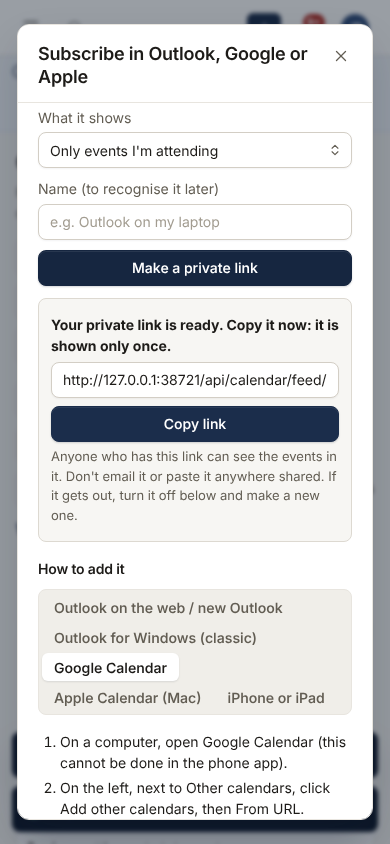 Subscribe in Outlook, Google or
Apple
What it shows
Only events I'm attending
Name (to recognise it later)
e.g. Outlook on my laptop
Make a private link
Your private link is ready. Copy it now: it is
shown only once.
http://127.0.0.1:38721/api/calendar/feed/
Copy link
Anyone who has this link can see the events in
it. Don't email it or paste it anywhere shared. If
it gets out, turn it off below and make a new
one.
How to add it
Outlook on the web / new Outlook
Outlook for Windows (classic)
Google Calendar
Apple Calendar (Mac) iPhone or iPad
1. On a computer, open Google Calendar (this
cannot be done in the phone app).
2. On the left, next to Other calendars, click
Add other calendars, then From URL.